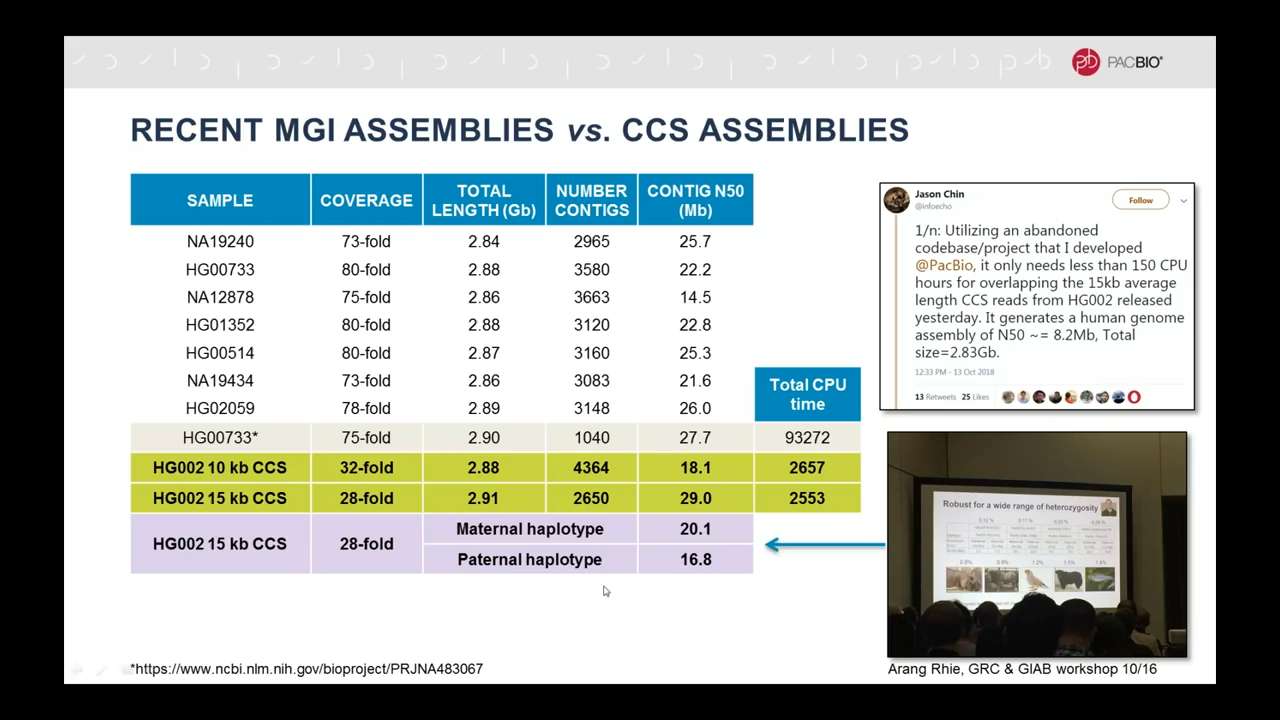 PACBIO®
RECENT MGI ASSEMBLIES vs. CCS ASSEMBLIES
SAMPLE COVERAGE TOTAL LENGTH (Gb) NUMBER CONTIGS CONTIG N50 (Mb)
NA19240 73-fold 2.84 2965 25.7
HG00733 80-fold 2.88 3580 22.2
NA12878 75-fold 2.86 3663 14.5
HG01352 80-fold 2.88 3120 22.8
HG00514 80-fold 2.87 3160 25.3
NA19434 73-fold 2.86 3083 21.6
HG02059 78-fold 2.89 3148 26.0
Total CPU time
HG00733* 75-fold 2.90 1040 27.7 93272
HG002 10 kb CCS 32-fold 2.88 4364 18.1 2657
HG002 15 kb CCS 28-fold 2.91 2650 29.0 2553
HG002 15 kb CCS 28-fold
Maternal haplotype 20.1
Paternal haplotype 16.8
Jason Chin
@infoecho
Follow
1/n: Utilizing an abandoned
codebase/project that I developed
@PacBio, it only needs less than 150 CPU
hours for overlapping the 15kb average
length CCS reads from HG002 released
yesterday. It generates a human genome
assembly of N50 ~= 8.2Mb, Total
size=2.83Gb.
12:33 PM - 13 Oct 2018
13 Retweets 25 Likes
Robust for a wide range of heterozygosity
*https://www.ncbi.nlm.nih.gov/bioproject/PRJNA483067
Arang Rhie, GRC & GIAB workshop 10/16